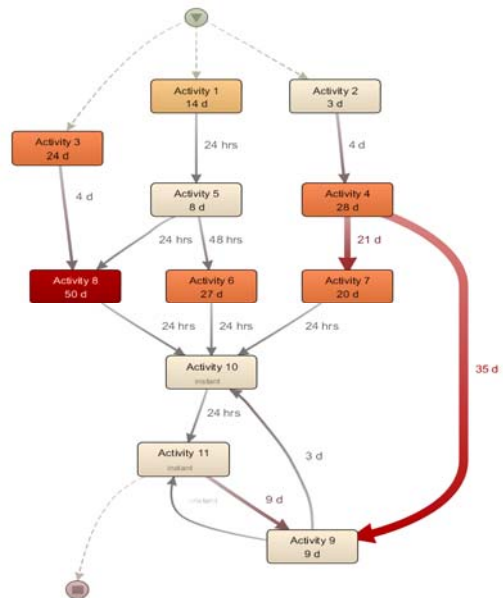 Activity 1
14 d
Activity 2
3 d
Activity 3
24 d
24 hrs
4 d
4 d
Activity 5
8 d
Activity 4
28 d
24 hrs
48 hrs
21 d
Activity 8
50 d
Activity 6
27 d
Activity 7
20 d
24 hrs
24 hrs
24 hrs
Activity 10
instant
35 d
24 hrs
3 d
Activity 11
instant
9 d
instant
Activity 9
9 d